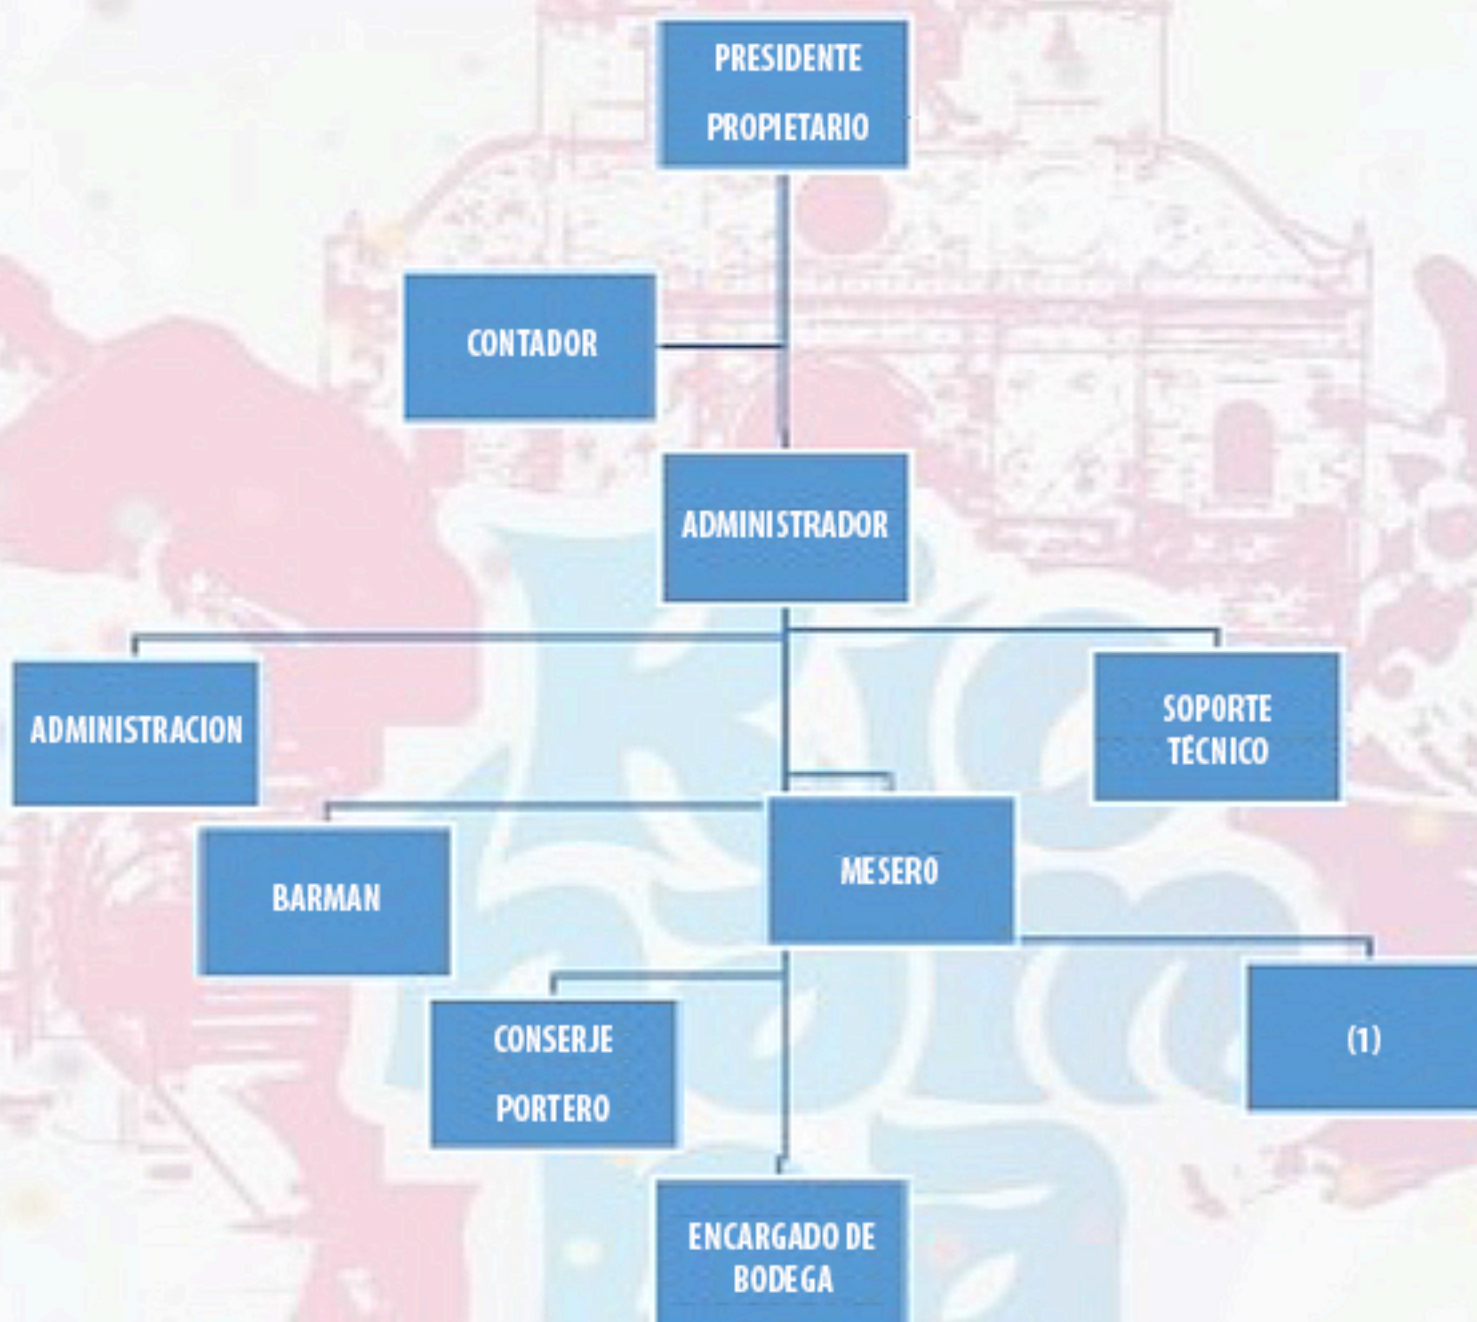 PRESIDENTE
PROPIETARIO
CONTADOR
ADMINISTRADOR
ADMINISTRACION
SOPORTE
TÉCNICO
BARMAN
MESERO
CONSERJE
PORTERO
(1)
ENCARGADO DE
BODEGA